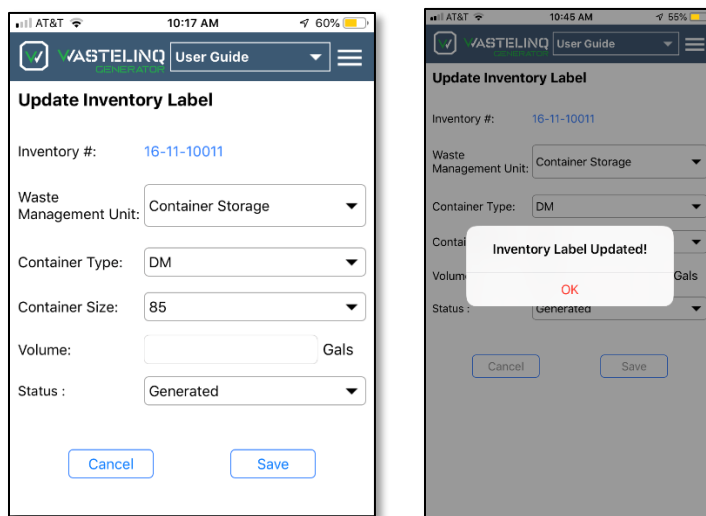 AT&T 10:17 AM 60%
WASTELINQ User Guide
GENERATOR
Update Inventory Label
Inventory #: 16-11-10011
Waste
Management Unit: Container Storage
Container Type: DM
Container Size: 85
Volume: Gals
Status : Generated
Cancel Save
AT&T 10:45 AM 55%
WASTELINQ User Guide
GENERATOR
Update Inventory Label
Inventory #: 16-11-10011
Waste
Management Unit: Container Storage
Container Type: DM
Contai
Inventory Label Updated!
Volum Gals
OK
Status : Generated
Cancel Save